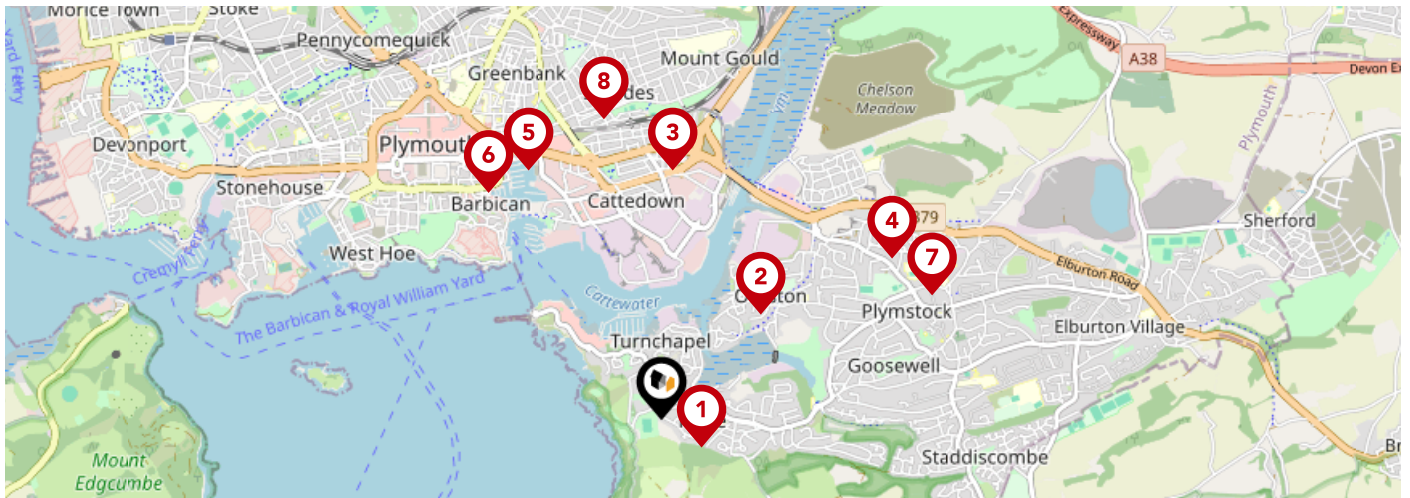 Morice Town
Stoke
Pennycomequick
Mount Gould
Expressway
A38
Devon Ex
Yard Ferry
Greenbank
8
Chelson
Meadow
Plymouth
Devonport
5
3
6
Stonehouse
Barbican
Cattedown
4
379
Sherford
Cremyll Ferry
West Hoe
7
Elburton Road
2
The Barbican & Royal William Yard
Cattewater
Plymstock
Turnchapel
Elburton Village
Goosewell
1
Mount
Edgcumbe
Staddiscombe
Br